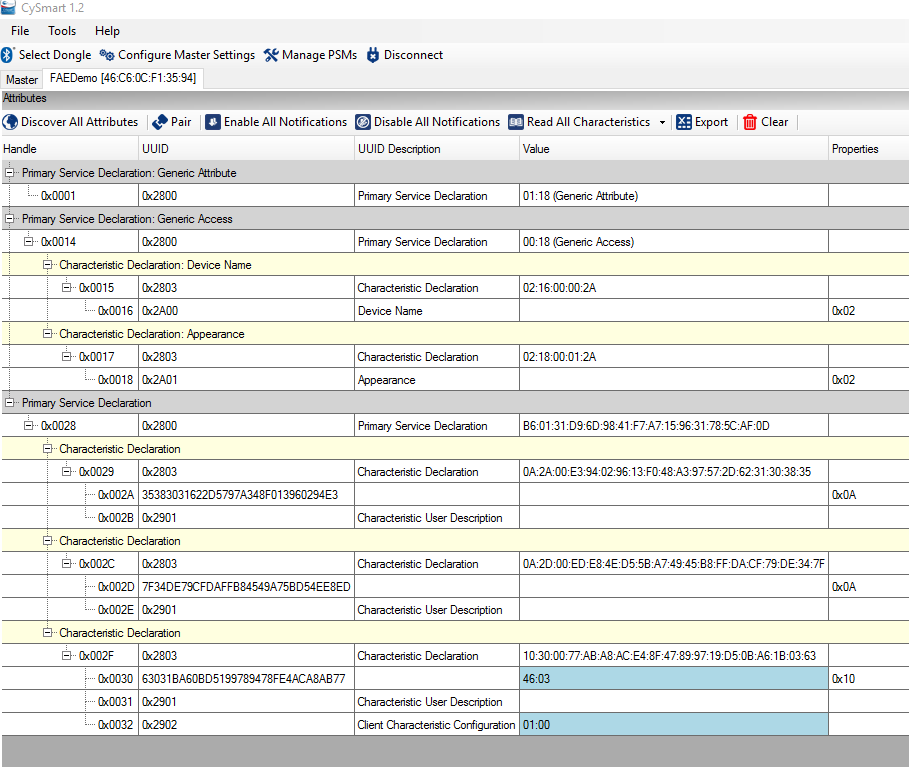 CySmart 1.2
File Tools Help
Select Dongle Configure Master Settings Manage PSMs Disconnect
Master FAEDemo [46:C6:0C:F1:35:94]
Attributes
Discover All Attributes Pair Enable All Notifications Disable All Notifications Read All Characteristics Export Clear
Handle UUID UUID Description Value Properties
Primary Service Declaration: Generic Attribute
0x0001 0x2800 Primary Service Declaration 01:18 (Generic Attribute)
Primary Service Declaration: Generic Access
0x0014 0x2800 Primary Service Declaration 00:18 (Generic Access)
Characteristic Declaration: Device Name
0x0015 0x2803 Characteristic Declaration 02:16:00:00:2A
0x0016 0x2A00 Device Name 0x02
Characteristic Declaration: Appearance
0x0017 0x2803 Characteristic Declaration 02:18:00:01:2A
0x0018 0x2A01 Appearance 0x02
Primary Service Declaration
0x0028 0x2800 Primary Service Declaration B6:01:31:D9:6D:98:41:F7:A7:15:96:31:78:5C:AF:0D
Characteristic Declaration
0x0029 0x2803 Characteristic Declaration 0A:2A:00:E3:94:02:96:13:F0:48:A3:97:57:2D:62:31:30:38:35
0x002A 35383031622D5797A348F013960294E3 0x0A
0x002B 0x2901 Characteristic User Description
Characteristic Declaration
0x002C 0x2803 Characteristic Declaration 0A:2D:00:ED:E8:4E:D5:5B:A7:49:45:B8:FF:DA:CF:79:DE:34:7F
0x002D 7F34DE79CFDAFFB84549A75BD54EE8ED 0x0A
0x002E 0x2901 Characteristic User Description
Characteristic Declaration
0x002F 0x2803 Characteristic Declaration 10:30:00:77:AB:A8:AC:E4:8F:47:89:97:19:D5:0B:A6:1B:03:63
0x0030 63031BA60BD5199789478FE4ACA8AB77 46:03 0x10
0x0031 0x2901 Characteristic User Description
0x0032 0x2902 Client Characteristic Configuration 01:00